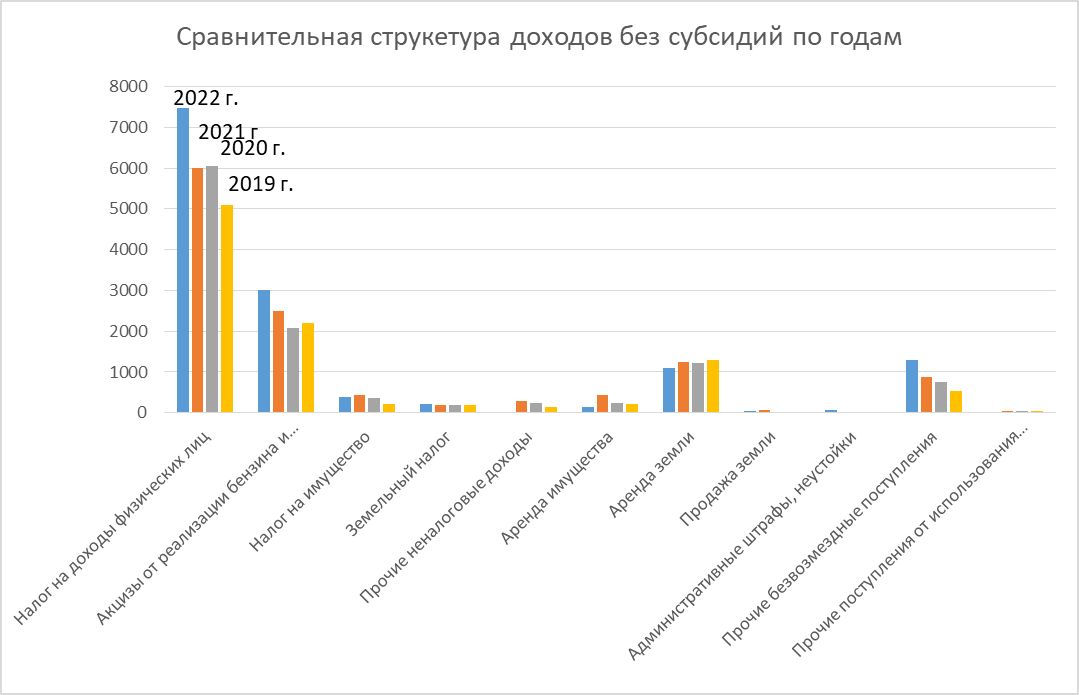 Сравнительная струкетура доходов без субсидий по годам
8000
7000
6000
5000
4000
3000
2000
1000
0
2022 г.
2021 г
2020 г.
2019 г.
Налог на доходы физических лиц
Акцизы от реализации бензина и...
Налог на имущество
Земельный налог
Прочие неналоговые доходы
Аренда имущества
Аренда земли
Продажа земли
Административные штрафы, неустойки
Прочие безвозмездные поступления
Прочие поступления от использования...